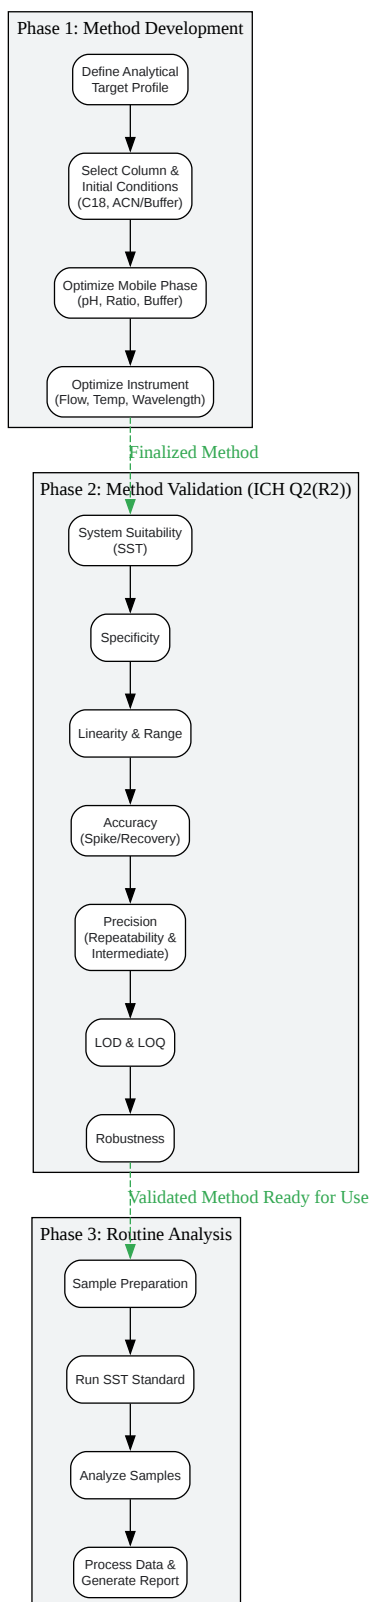 Phase 1: Method Development
Define Analytical
Target Profile
Select Column &
Initial Conditions
(C18, ACN/Buffer)
Optimize Mobile Phase
(pH, Ratio, Buffer)
Optimize Instrument
(Flow, Temp, Wavelength)
Finalized Method
Phase 2: Method Validation (ICH Q2(R2))
System Suitability
(SST)
Specificity
Linearity & Range
Accuracy
(Spike/Recovery)
Precision
(Repeatability &
Intermediate)
LOD & LOQ
Robustness
Validated Method Ready for Use
Phase 3: Routine Analysis
Sample Preparation
Run SST Standard
Analyze Samples
Process Data &
Generate Report